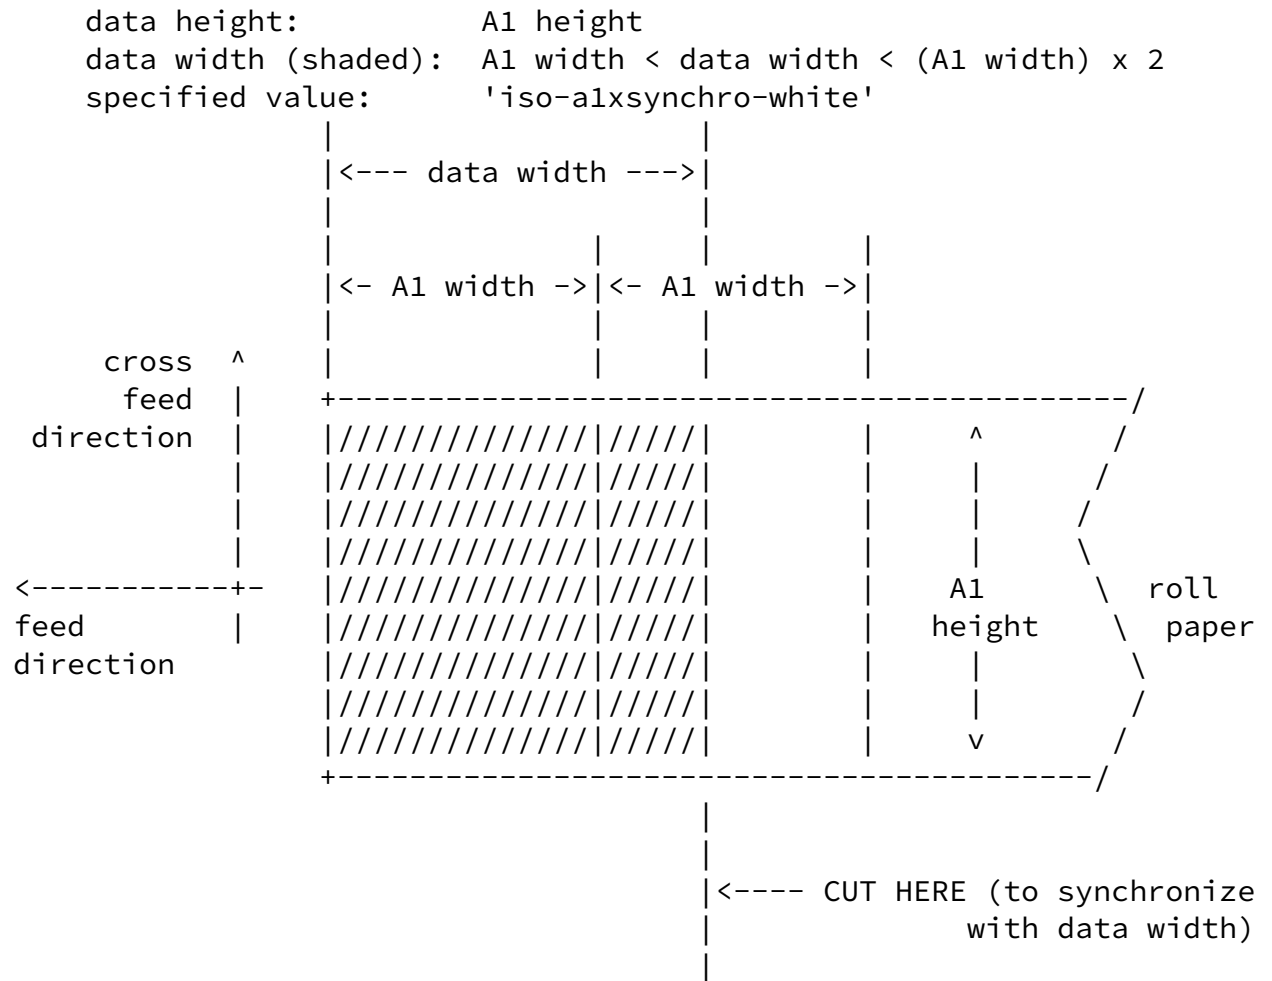 data height:          A1 height
data width (shaded):  A1 width < data width < (A1 width) x 2
specified value:      'iso-a1xsynchro-white'
<--- data width --->
<- A1 width -> <- A1 width ->
cross
feed
direction
feed
direction
A1
height
roll
paper
<---- CUT HERE (to synchronize
with data width)